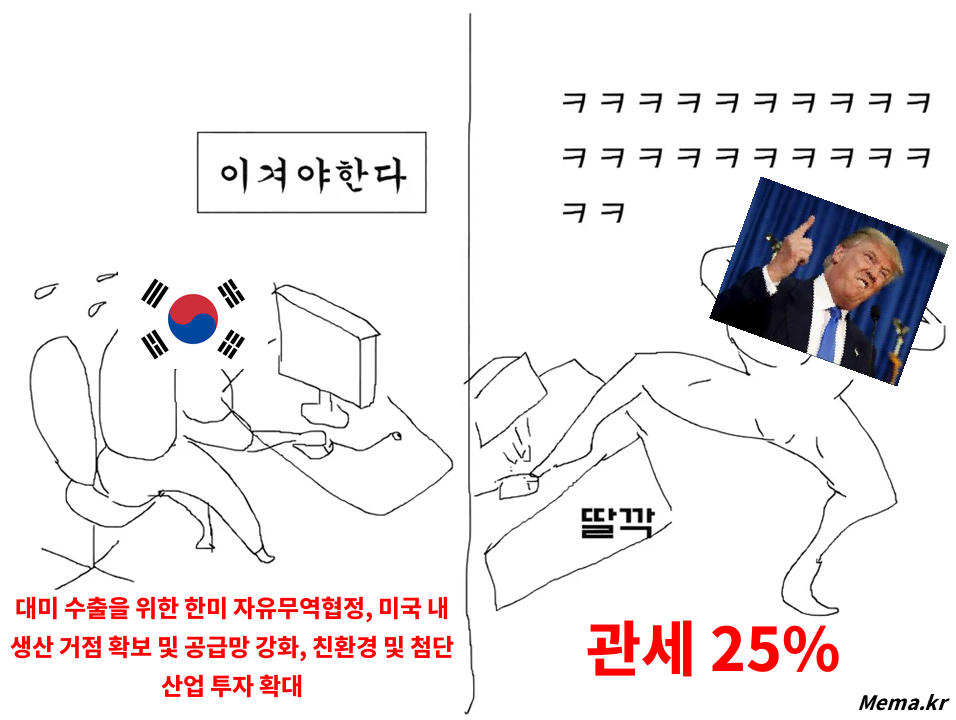 이겨야한다
대미 수출을 위한 한미 자유무역협정, 미국 내
생산 거점 확보 및 공급망 강화, 친환경 및 첨단
산업 투자 확대
ㅋㅋㅋㅋㅋㅋㅋㅋㅋㅋ
ㅋㅋㅋㅋㅋㅋㅋㅋㅋㅋ
ㅋㅋ
딸깍
관세 25%
Mema.kr